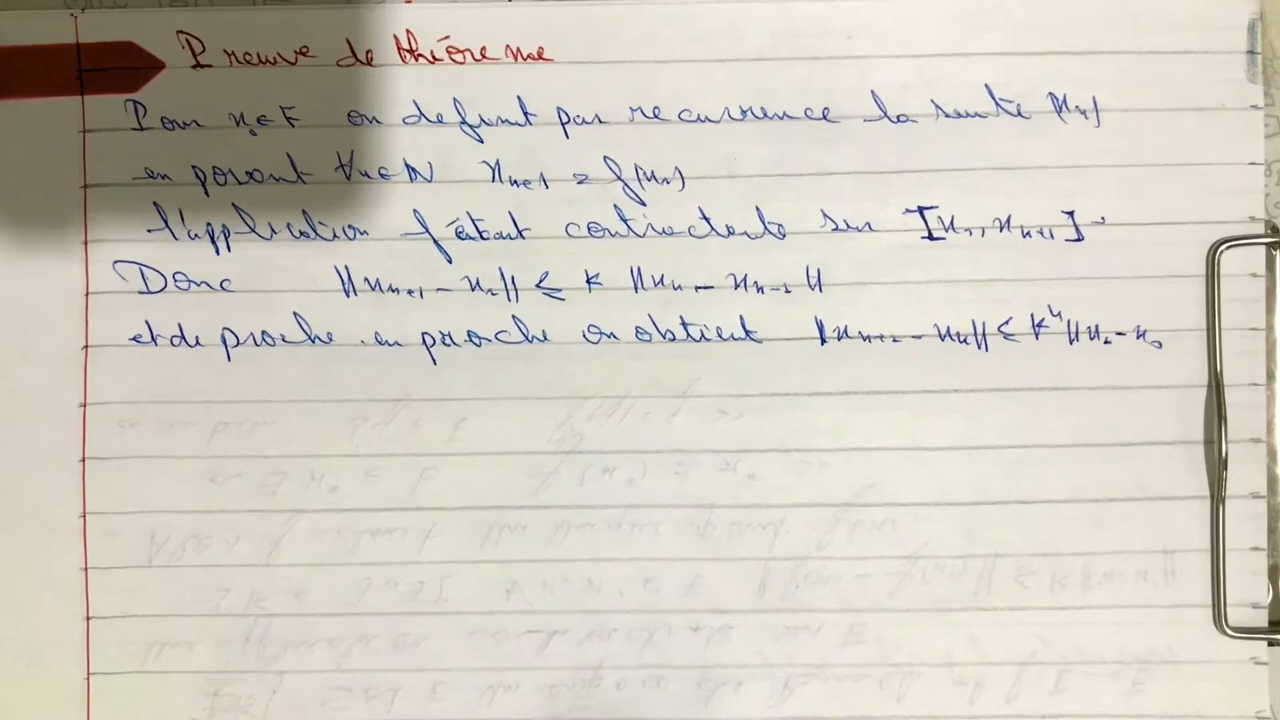 Preuve de théoreme
Pour x₀ ∈ F on definit par recurrence la suite (xₙ)
en posant ∀n∈N xₙ₊₁ = f(xₙ)
l'application f étant contractante sur [xₙ, xₙ₊₁]
Donc ||xₙ₊₁ - xₙ|| ≤ k ||xₙ - xₙ₋₁||
et de proche en proche on obtient ||xₙ₊₁ - xₙ|| ≤ kⁿ ||x₁ - x₀